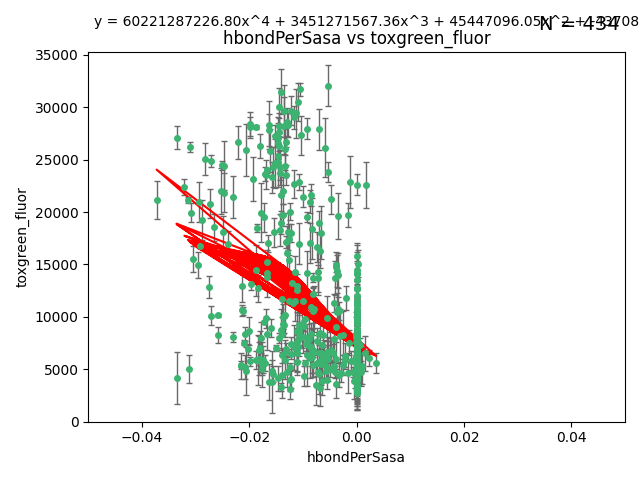 y = 60221287226.80x^4 + 3451271567.36x^3 + 45447096.05x^2 +
N = 434
hbondPerSasa vs toxgreen_fluor
35000
30000
25000
20000
15000
10000
5000
0
toxgreen_fluor
−0.04
−0.02
0.00
0.02
0.04
hbondPerSasa